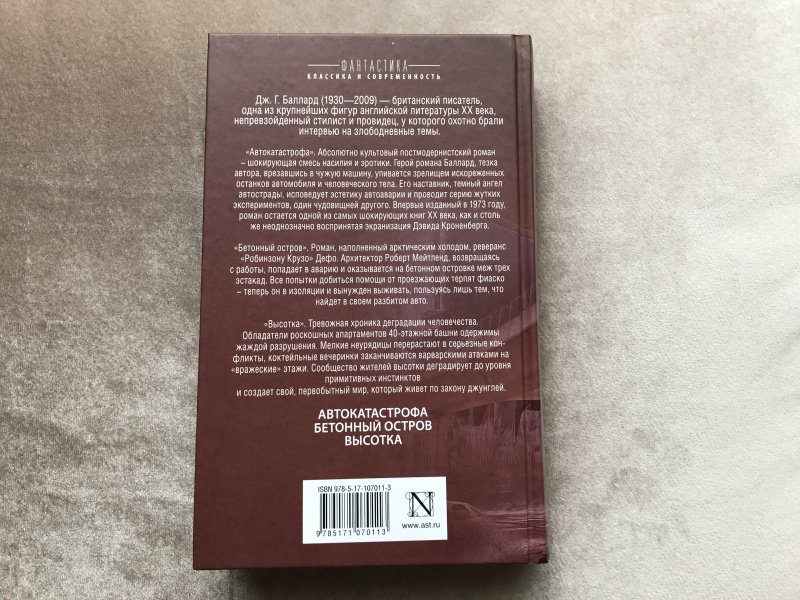 ФАНТАСТИКА
КЛАССИКА И СОВРЕМЕННОСТЬ
Дж. Г. Баллард (1930—2009) — британский писатель,
одна из крупнейших фигур английской литературы XX века,
непревзойденный стилист и провидец, у которого охотно брали
интервью на злободневные темы.
«Автокатастрофа». Абсолютно культовый постмодернистский роман
– шокирующая смесь насилия и эротики. Герой романа Баллард, тезка
автора, врезавшись в чужую машину, упивается зрелищем искореженных
останков автомобиля и человеческого тела. Его наставник, темный ангел
автострады, исповедует эстетику автоаварии и проводит серию жутких
экспериментов, один чудовищней другого. Впервые изданный в 1973 году,
роман остается одной из самых шокирующих книг XX века, как и столь
же неоднозначно воспринятая экранизация Дэвида Кроненберга.
«Бетонный остров». Роман, наполненный арктическим холодом, реверанс
«Робинзону Крузо» Дефо. Архитектор Роберт Мейтленд, возвращаясь
с работы, попадает в аварию и оказывается на бетонном островке меж трех
эстакад. Все попытки добиться помощи от проезжающих терпят фиаско
– теперь он в изоляции и вынужден выживать, пользуясь лишь тем, что
найдет в своем разбитом авто.
«Высотка». Тревожная хроника деградации человечества.
Обладатели роскошных апартаментов 40-этажной башни одержимы
жаждой разрушения. Мелкие неурядицы перерастают в серьезные кон-
фликты, коктейльные вечеринки заканчиваются варварскими атаками на
«вражеские» этажи. Сообщество жителей высотки деградирует до уровня
примитивных инстинктов
и создает свой, первобытный мир, который живет по закону джунглей.
АВТОКАТАСТРОФА
БЕТОННЫЙ ОСТРОВ
ВЫСОТКА
ISBN 978-5-17-107011-3
9 785171 070113
N
www.ast.ru